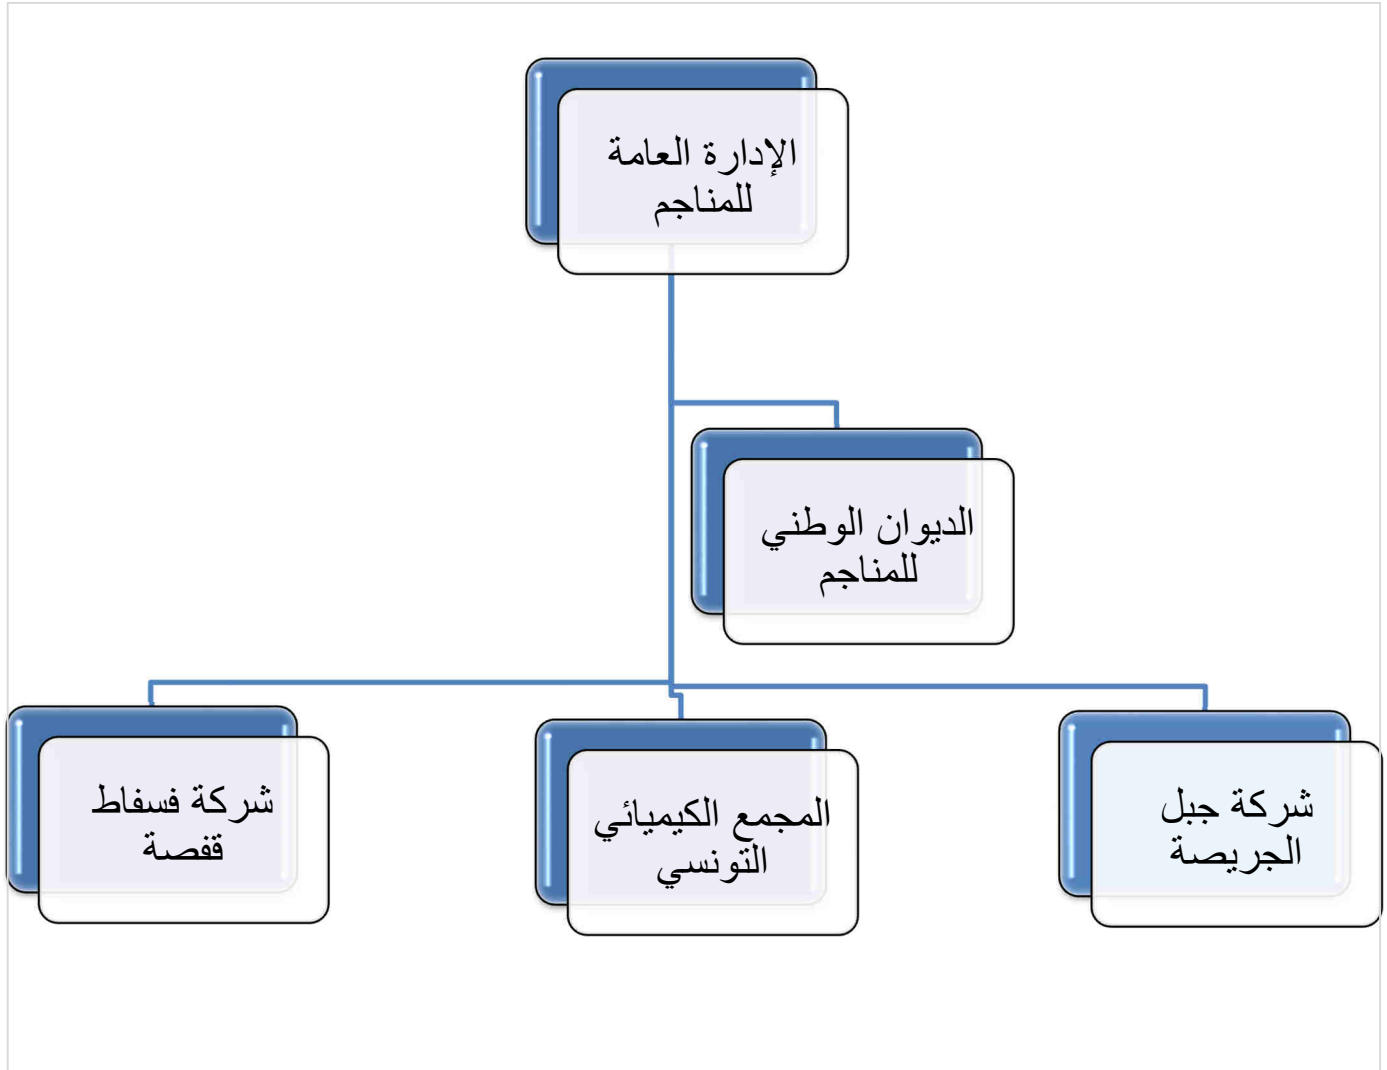 الإدارة العامة
للمناجم
الديوان الوطني
للمناجم
شركة جبل
الجريصة
المجمع الكيميائي
التونسي
شركة فسفاط
قفصة